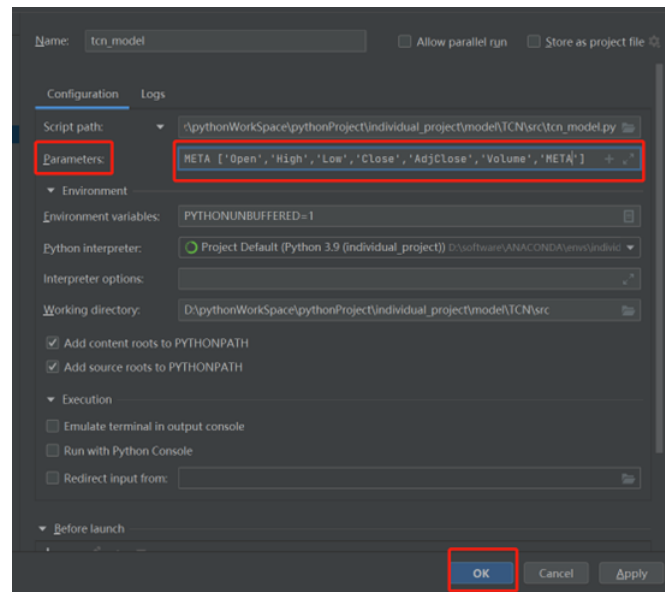 Name: tcn_model Allow parallel run Store as project file
Configuration Logs
Script path: :\pythonWorkSpace\pythonProject\individual_project\model\TCN\src\tcn_model.py
Parameters: META ['Open','High','Low','Close','AdjClose','Volume','META']
Environment
Environment variables: PYTHONUNBUFFERED=1
Python interpreter: Project Default (Python 3.9 (individual_project)) D:\software\ANACONDA\envs\individ
Interpreter options:
Working directory: D:\pythonWorkSpace\pythonProject\individual_project\model\TCN\src
Add content roots to PYTHONPATH
Add source roots to PYTHONPATH
Execution
Emulate terminal in output console
Run with Python Console
Redirect input from:
Before launch
OK Cancel Apply